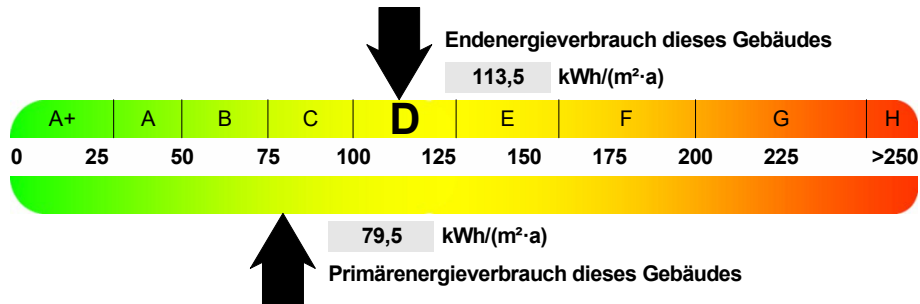 Endenergieverbrauch dieses Gebäudes
113,5 kWh/(m²·a)
A+ A B C D E F G H
0 25 50 75 100 125 150 175 200 225 >250
79,5 kWh/(m²·a)
Primärenergieverbrauch dieses Gebäudes